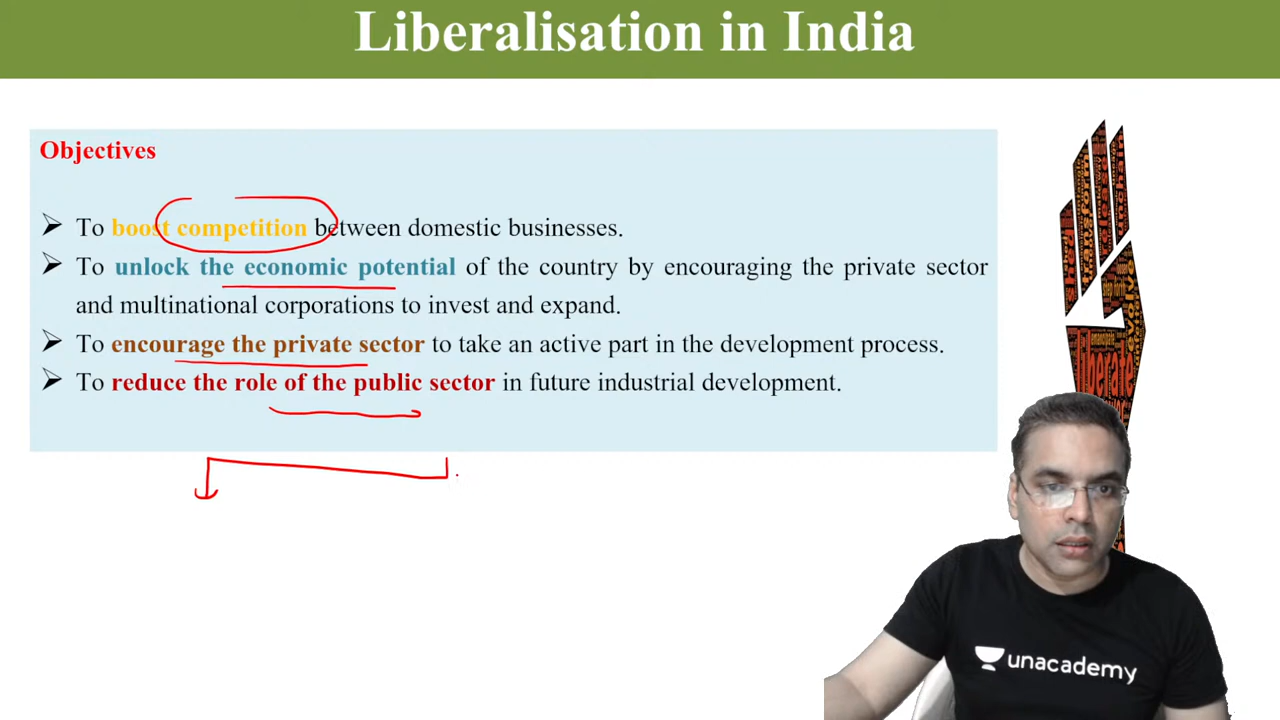 Liberalisation in India
Objectives
To boost competition between domestic businesses.
To unlock the economic potential of the country by encouraging the private sector
and multinational corporations to invest and expand.
To encourage the private sector to take an active part in the development process.
To reduce the role of the public sector in future industrial development.
liberate
evolve
unacademy